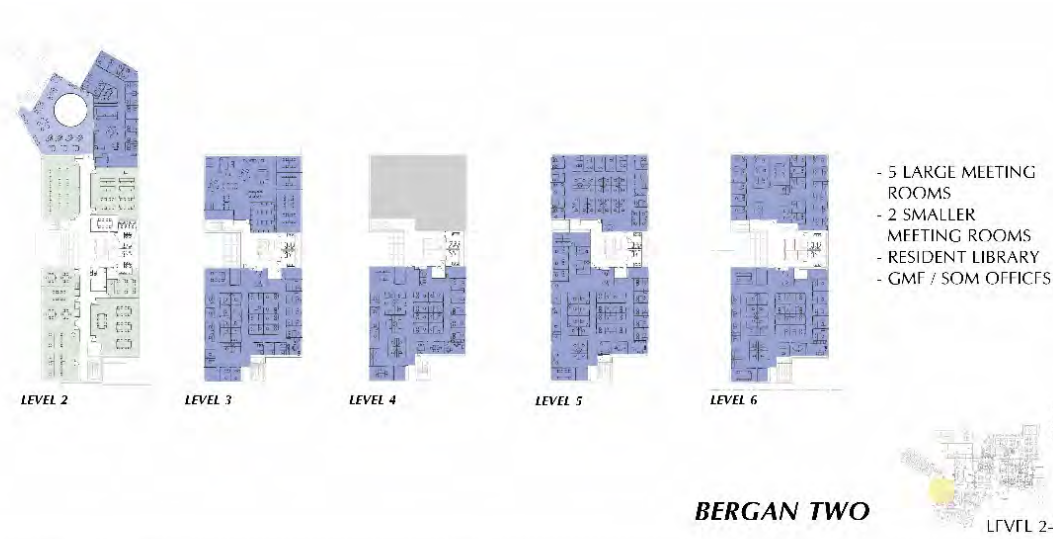 - 5 LARGE MEETING
ROOMS
- 2 SMALLER
MEETING ROOMS
- RESIDENT LIBRARY
- GMF / SOM OFFICES
LEVEL 2
LEVEL 3
LEVEL 4
LEVEL 5
LEVEL 6
BERGAN TWO
LEVEL 2-